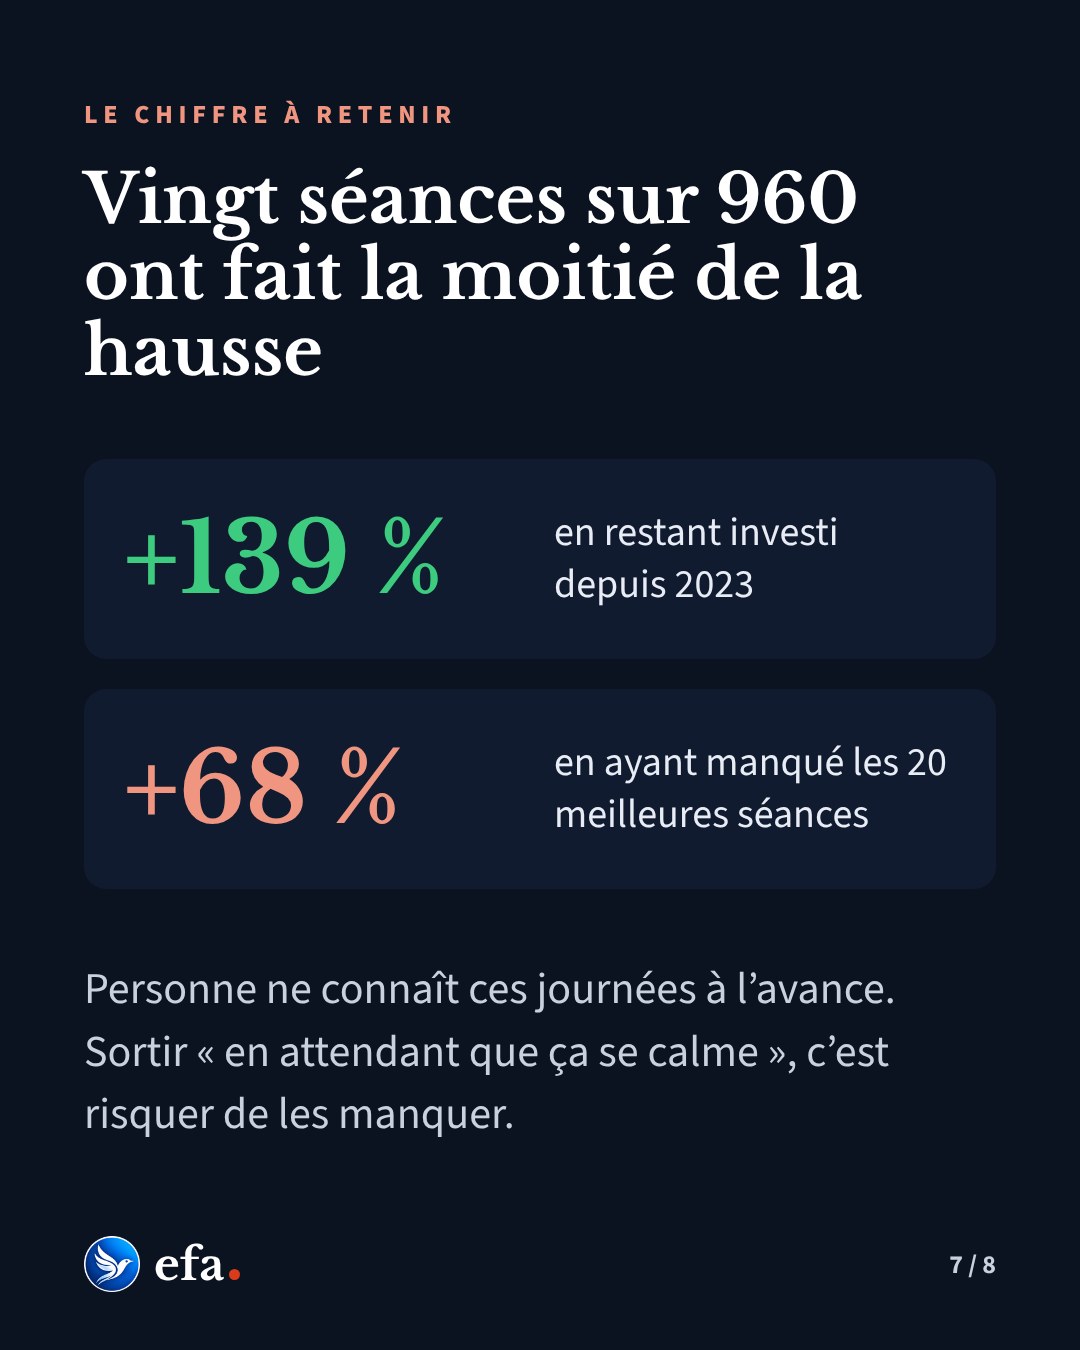 LE CHIFFRE À RETENIR
Vingt séances sur 960
ont fait la moitié de la
hausse
+139 %
en restant investi
depuis 2023
+68 %
en ayant manqué les 20
meilleures séances
Personne ne connaît ces journées à l’avance.
Sortir « en attendant que ça se calme », c’est
risquer de les manquer.
efa.
7 / 8